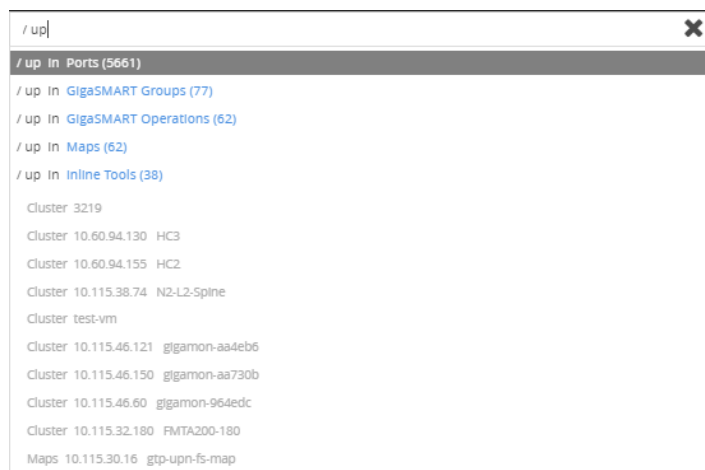 / up
/ up In Ports (5661)
/ up In GigaSMART Groups (77)
/ up In GigaSMART Operations (62)
/ up In Maps (62)
/ up In Inline Tools (38)
Cluster 3219
Cluster 10.60.94.130 HC3
Cluster 10.60.94.155 HC2
Cluster 10.115.38.74 N2-L2-Spine
Cluster test-vm
Cluster 10.115.46.121 gigamon-aa4eb6
Cluster 10.115.46.150 gigamon-aa730b
Cluster 10.115.46.60 gigamon-964edc
Cluster 10.115.32.180 FMTA200-180
Maps 10.115.30.16 gtp-upn-fs-map